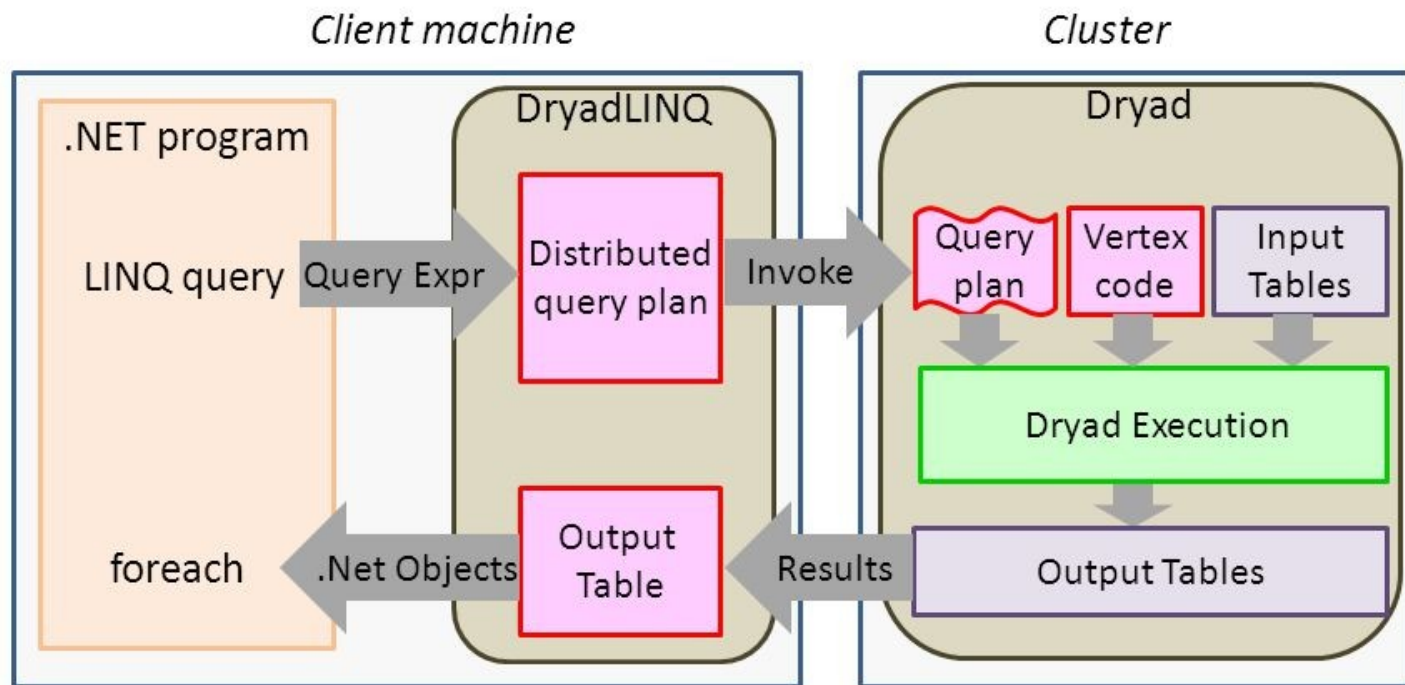 Client machine
Cluster
.NET program
LINQ query
Query Expr
DryadLINQ
Distributed
query plan
Invoke
Dryad
Query
plan
Vertex
code
Input
Tables
Dryad Execution
Output Tables
Results
Output
Table
.Net Objects
foreach